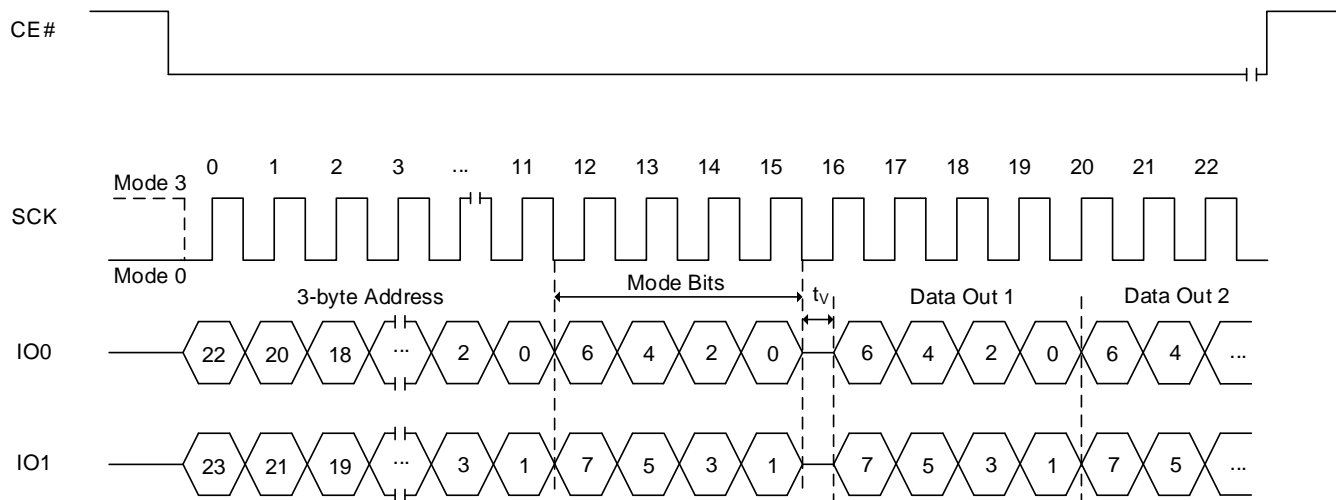 CE#
0 1 2 3 ... 11 12 13 14 15 16 17 18 19 20 21 22
Mode 3
SCK
Mode 0
3-byte Address Mode Bits tV Data Out 1 Data Out 2
IO0 22 20 18 ... 2 0 6 4 2 0 6 4 2 0 6 4 ...
IO1 23 21 19 ... 3 1 7 5 3 1 7 5 3 1 7 5 ...